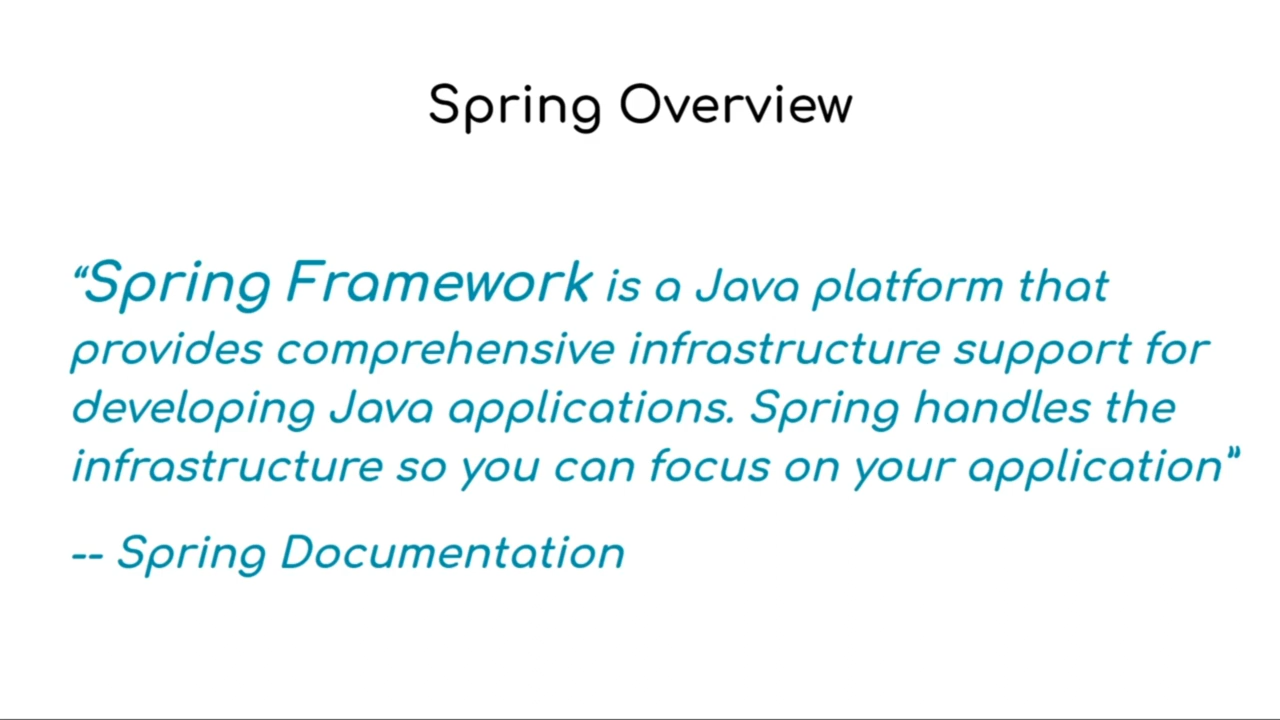 Spring Overview
“Spring Framework is a Java platform that
provides comprehensive infrastructure support for
developing Java applications. Spring handles the
infrastructure so you can focus on your application”
-- Spring Documentation